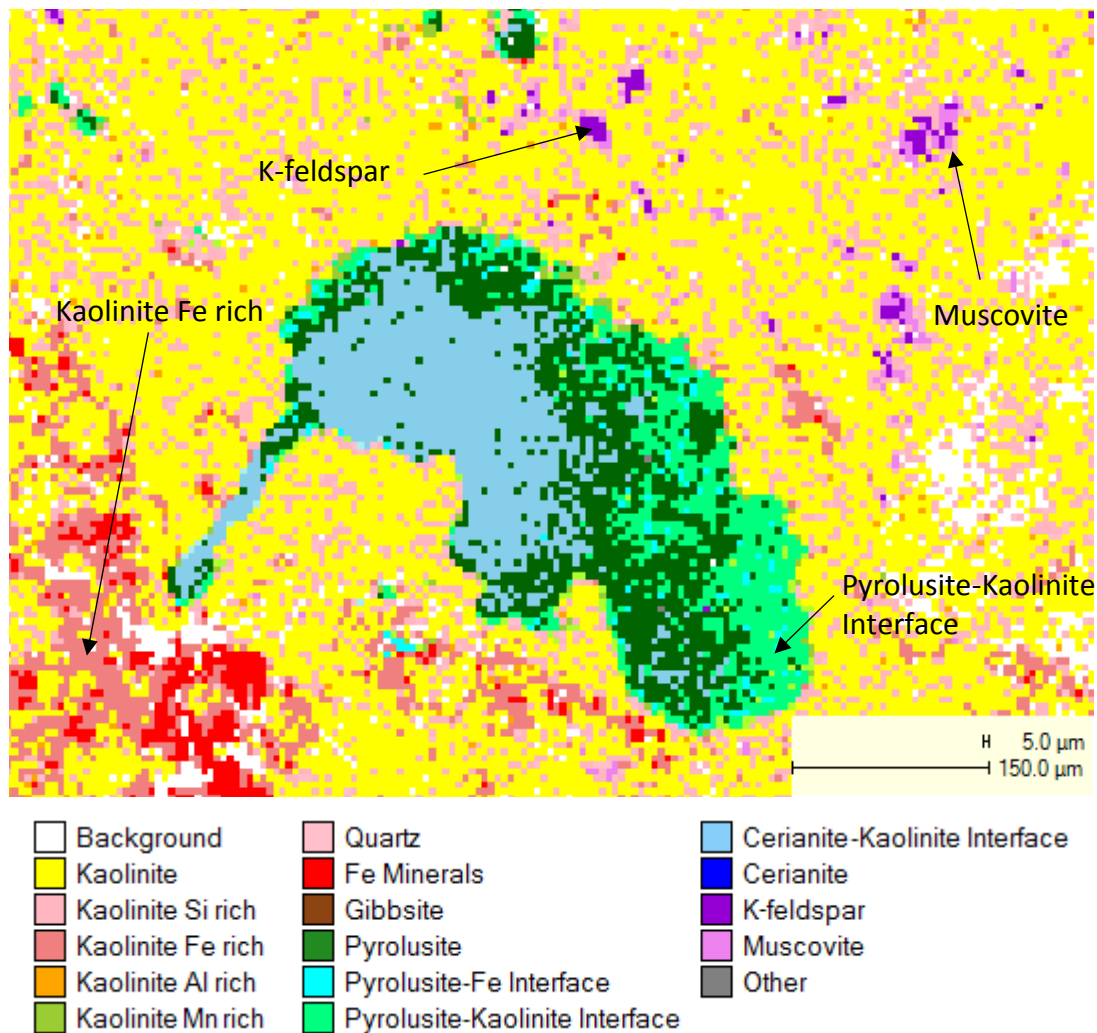 K-feldspar
Kaolinite Fe rich
Muscovite
Pyrolusite-Kaolinite
Interface
5.0 µm
150.0 µm
Background
Kaolinite
Kaolinite Si rich
Kaolinite Fe rich
Kaolinite Al rich
Kaolinite Mn rich
Quartz
Fe Minerals
Gibbsite
Pyrolusite
Pyrolusite-Fe Interface
Pyrolusite-Kaolinite Interface
Cerianite-Kaolinite Interface
Cerianite
K-feldspar
Muscovite
Other